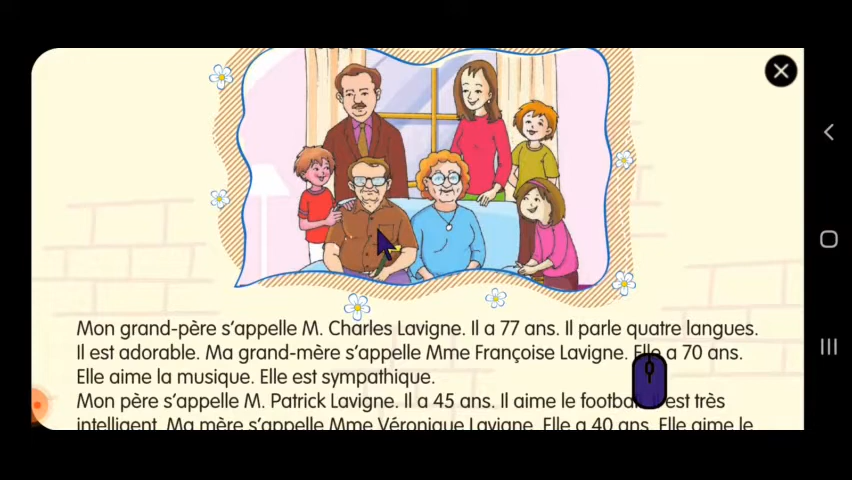 Mon grand-père s'appelle M. Charles Lavigne. Il a 77 ans. Il parle quatre langues.
Il est adorable. Ma grand-mère s'appelle Mme Françoise Lavigne. Elle a 70 ans.
Elle aime la musique. Elle est sympathique.
Mon père s'appelle M. Patrick Lavigne. Il a 45 ans. Il aime le football. Il est très
intelligent. Ma mère s'appelle Mme Véronique Lavigne. Elle a 40 ans. Elle aime le